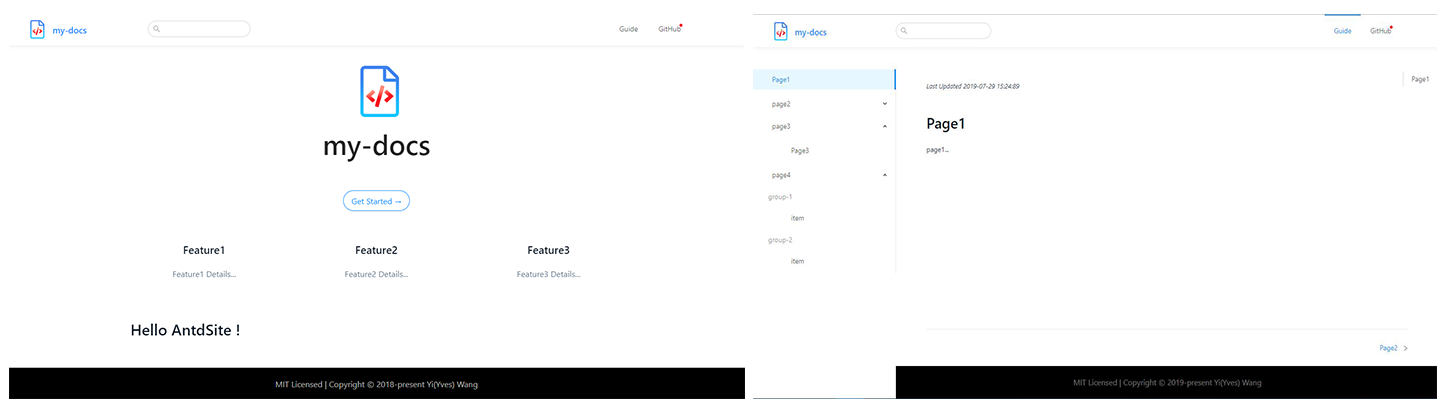 my-docs
Guide GitHub
my-docs
Get Started →
Feature1 Feature2 Feature3
Feature1 Details... Feature2 Details... Feature3 Details...
Hello AntdSite !
MIT Licensed | Copyright © 2018-present Yi(Yves) Wang
my-docs
Guide GitHub
Page1
page2
page3
Page3
page4
group-1
item
group-2
item
Last Updated 2019-07-29 15:24:89
Page1
page1...
Page1
Page2 >
MIT Licensed | Copyright © 2019-present Yi(Yves) Wang